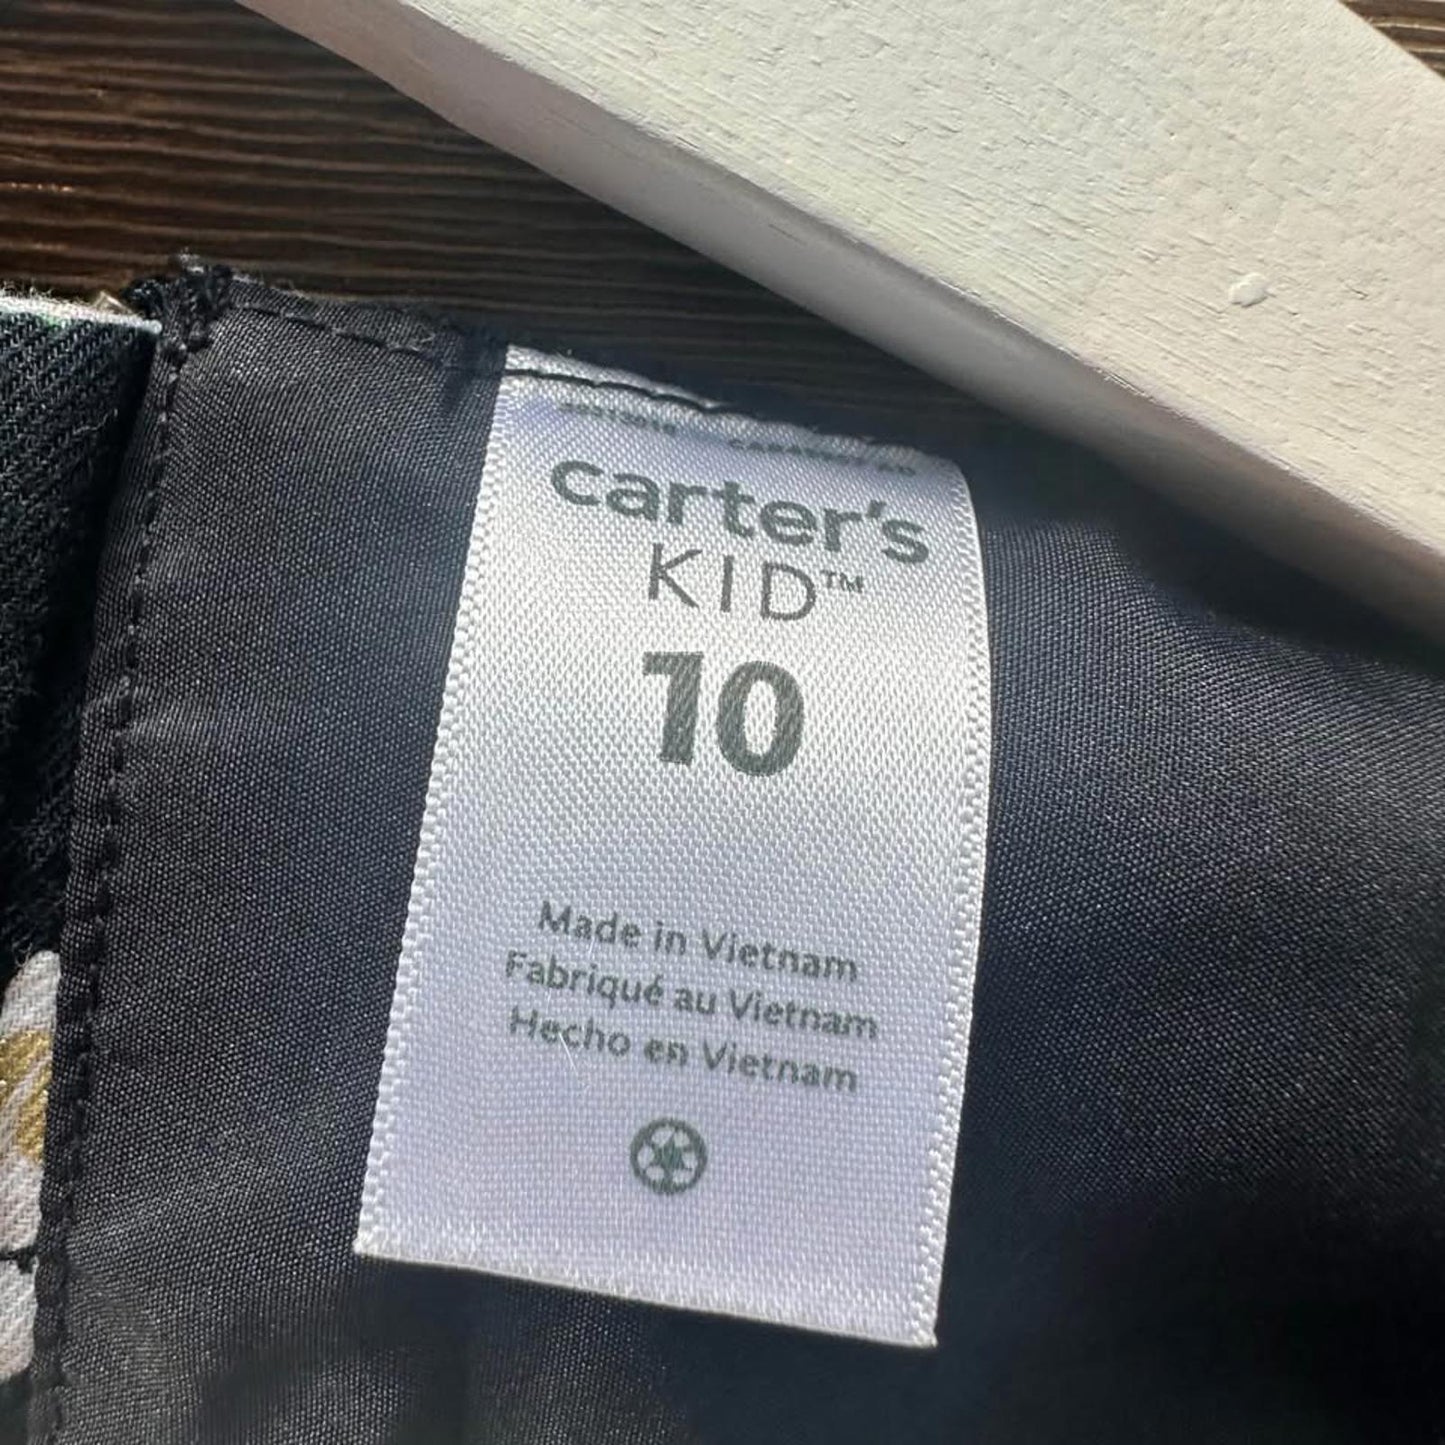 carter's
KID™
10
Made in Vietnam
Fabriqué au Vietnam
Hecho en Vietnam